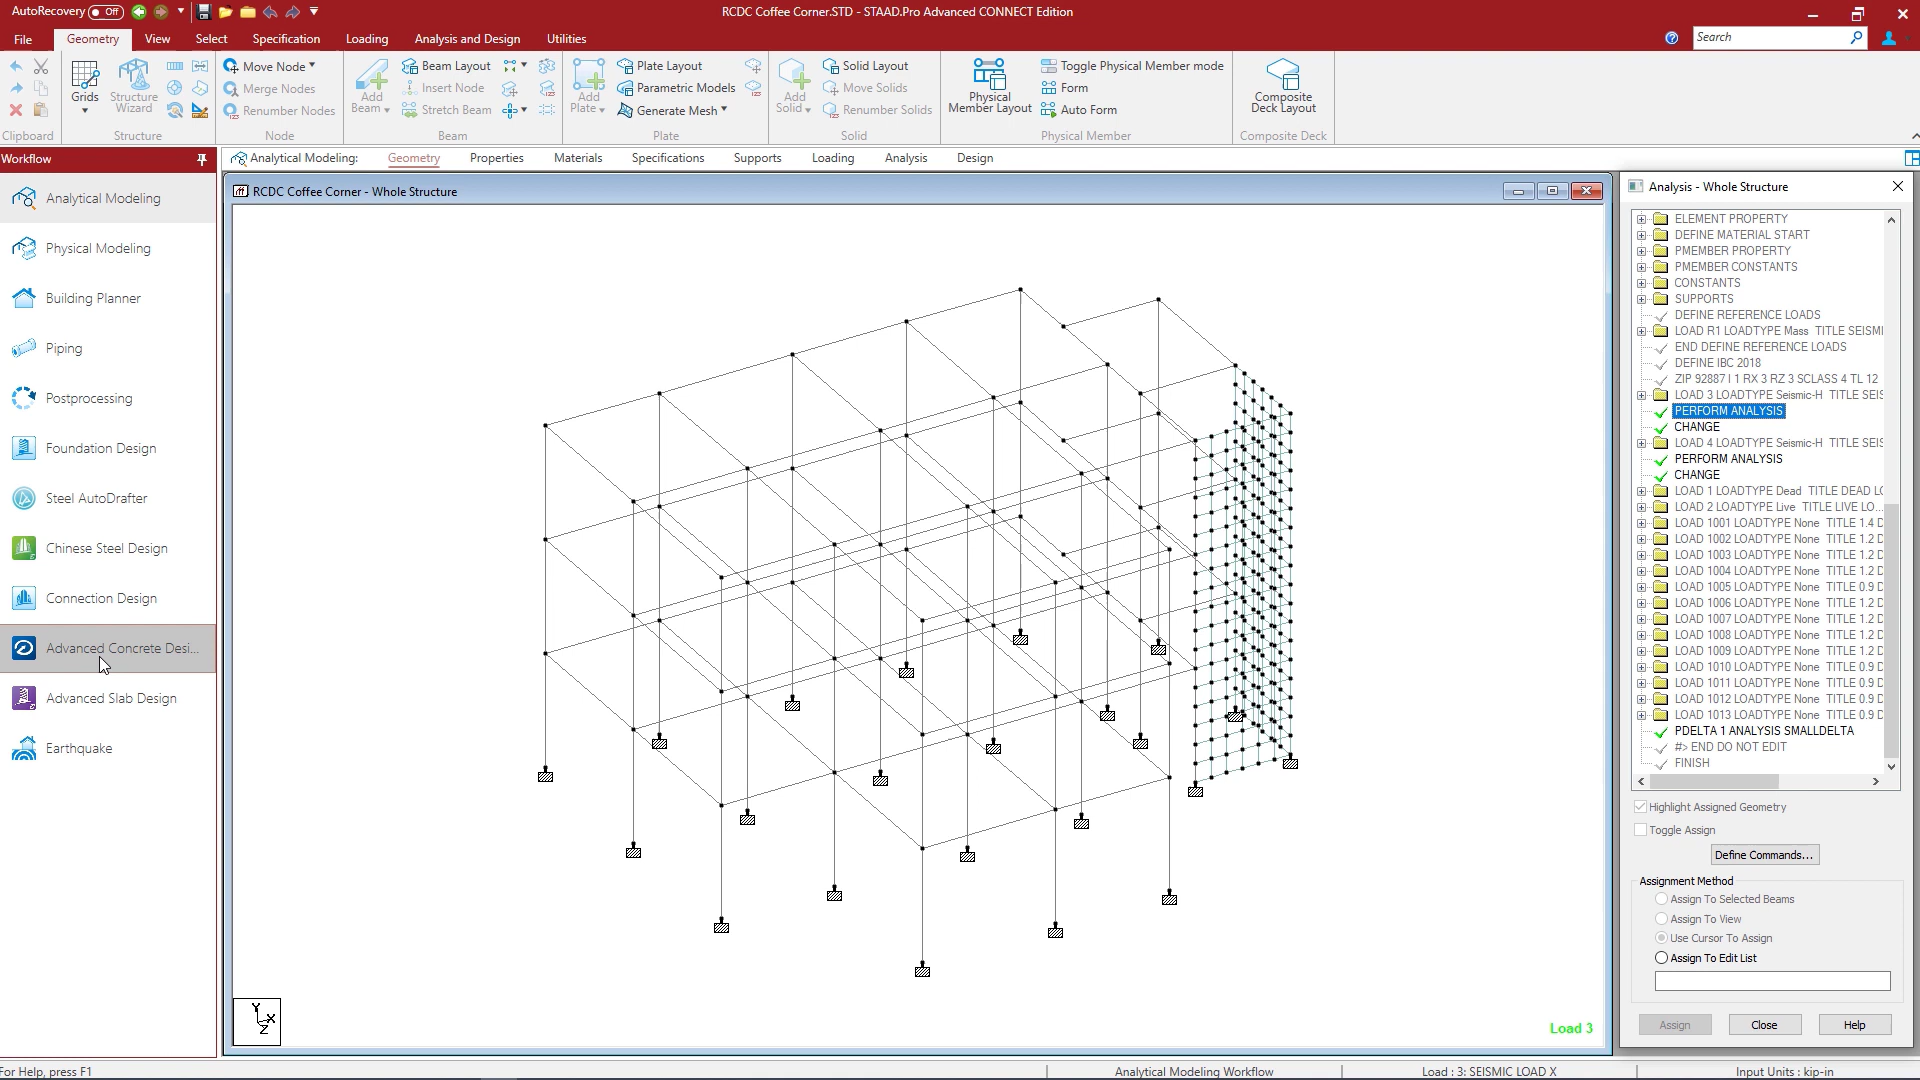 AutoRecovery Off
RCDC Coffee Corner.STD - STAAD.Pro Advanced CONNECT Edition
File Geometry View Select Specification Loading Analysis and Design Utilities
Search
Grids
Structure Wizard
Move Node
Merge Nodes
Renumber Nodes
Add Beam
Beam Layout
Insert Node
Stretch Beam
Add Plate
Plate Layout
Parametric Models
Generate Mesh
Add Solid
Solid Layout
Move Solids
Renumber Solids
Physical Member Layout
Toggle Physical Member mode
Form
Auto Form
Composite Deck Layout
Clipboard Structure Node Beam Plate Solid Physical Member Composite Deck
Workflow
Analytical Modeling: Geometry Properties Materials Specifications Supports Loading Analysis Design
Analytical Modeling
Physical Modeling
Building Planner
Piping
Postprocessing
Foundation Design
Steel AutoDrafter
Chinese Steel Design
Connection Design
Advanced Concrete Desi...
Advanced Slab Design
Earthquake
RCDC Coffee Corner - Whole Structure
Y
X
Z
Load 3
Analysis - Whole Structure
ELEMENT PROPERTY
DEFINE MATERIAL START
PMEMBER PROPERTY
PMEMBER CONSTANTS
CONSTANTS
SUPPORTS
DEFINE REFERENCE LOADS
LOAD R1 LOADTYPE Mass TITLE SEISMI
END DEFINE REFERENCE LOADS
DEFINE IBC 2018
ZIP 92887 I 1 RX 3 RZ 3 SCLASS 4 TL 12
LOAD 3 LOADTYPE Seismic-H TITLE SEIS
PERFORM ANALYSIS
CHANGE
LOAD 4 LOADTYPE Seismic-H TITLE SEIS
PERFORM ANALYSIS
CHANGE
LOAD 1 LOADTYPE Dead TITLE DEAD LO
LOAD 2 LOADTYPE Live TITLE LIVE LO...
LOAD 1001 LOADTYPE None TITLE 1.4 D
LOAD 1002 LOADTYPE None TITLE 1.2 D
LOAD 1003 LOADTYPE None TITLE 1.2 D
LOAD 1004 LOADTYPE None TITLE 1.2 D
LOAD 1005 LOADTYPE None TITLE 0.9 D
LOAD 1006 LOADTYPE None TITLE 1.2 D
LOAD 1007 LOADTYPE None TITLE 1.2 D
LOAD 1008 LOADTYPE None TITLE 1.2 D
LOAD 1009 LOADTYPE None TITLE 1.2 D
LOAD 1010 LOADTYPE None TITLE 0.9 D
LOAD 1011 LOADTYPE None TITLE 0.9 D
LOAD 1012 LOADTYPE None TITLE 0.9 D
LOAD 1013 LOADTYPE None TITLE 0.9 D
PDELTA 1 ANALYSIS SMALLDELTA
#> END DO NOT EDIT
FINISH
Highlight Assigned Geometry
Toggle Assign
Define Commands...
Assignment Method
Assign To Selected Beams
Assign To View
Use Cursor To Assign
Assign To Edit List
Assign Close Help
For Help, press F1
Analytical Modeling Workflow
Load : 3: SEISMIC LOAD X
Input Units : kip-in